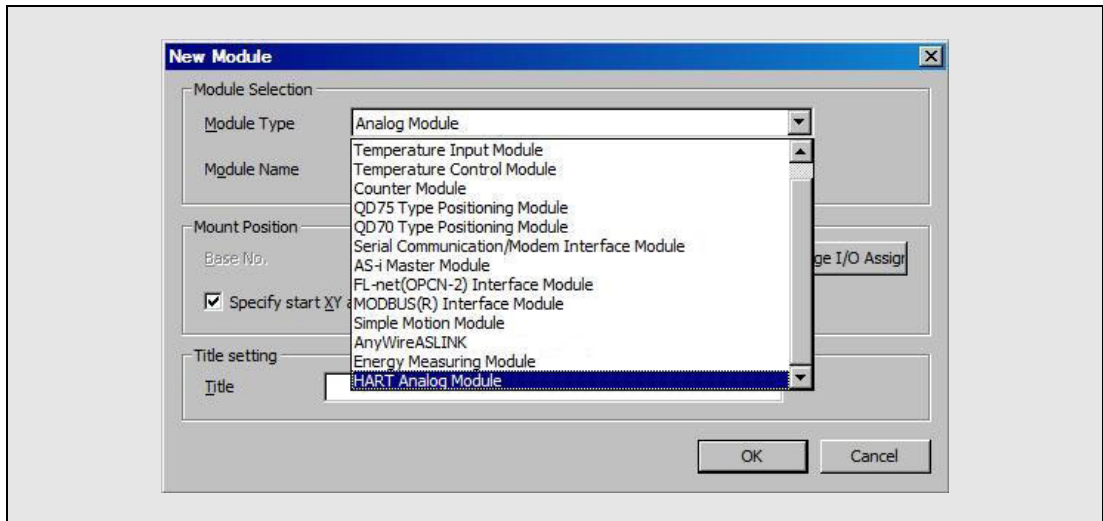 New Module
Module Selection
Module Type
Analog Module
Temperature Input Module
Module Name
Temperature Control Module
Counter Module
QD75 Type Positioning Module
Mount Position
QD70 Type Positioning Module
Serial Communication/Modem Interface Module
Base No.
AS-i Master Module
ge I/O Assign
FL-net(OPCN-2) Interface Module
Specify start XY a
MODBUS(R) Interface Module
Simple Motion Module
AnyWireASLINK
Title setting
Energy Measuring Module
Title
HART Analog Module
OK
Cancel